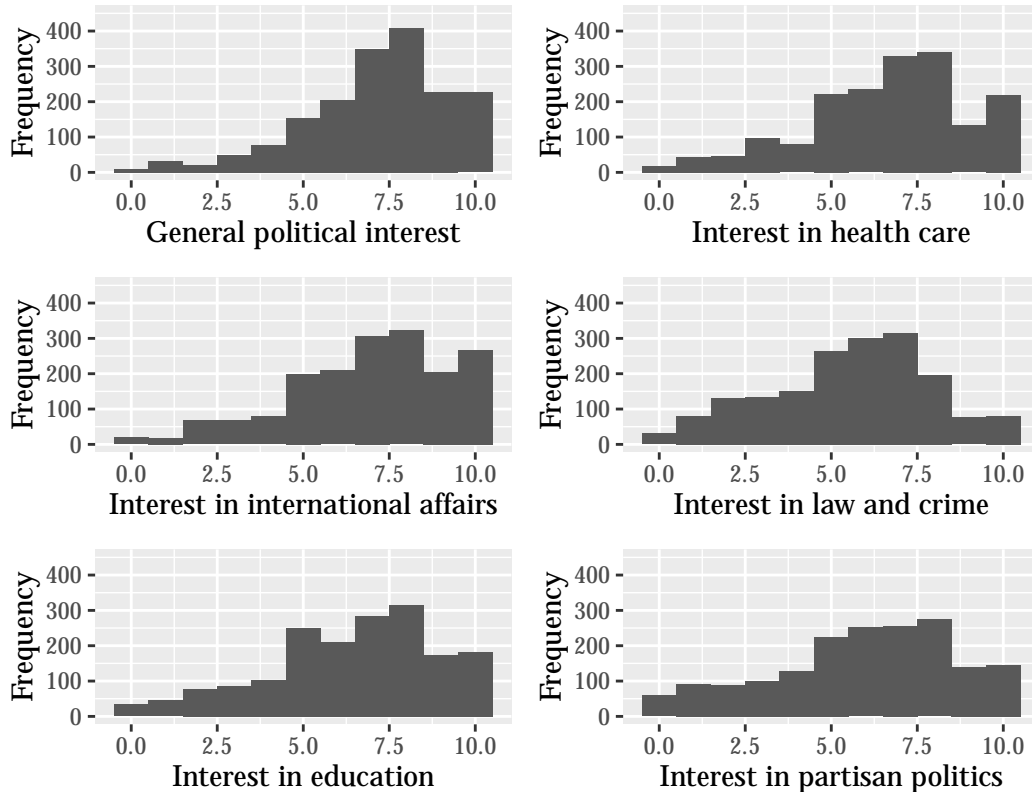 Frequency
400
300
200
100
0
0.0 2.5 5.0 7.5 10.0
General political interest
Frequency
400
300
200
100
0
0.0 2.5 5.0 7.5 10.0
Interest in health care
Frequency
400
300
200
100
0
0.0 2.5 5.0 7.5 10.0
Interest in international affairs
Frequency
400
300
200
100
0
0.0 2.5 5.0 7.5 10.0
Interest in law and crime
Frequency
400
300
200
100
0
0.0 2.5 5.0 7.5 10.0
Interest in education
Frequency
400
300
200
100
0
0.0 2.5 5.0 7.5 10.0
Interest in partisan politics